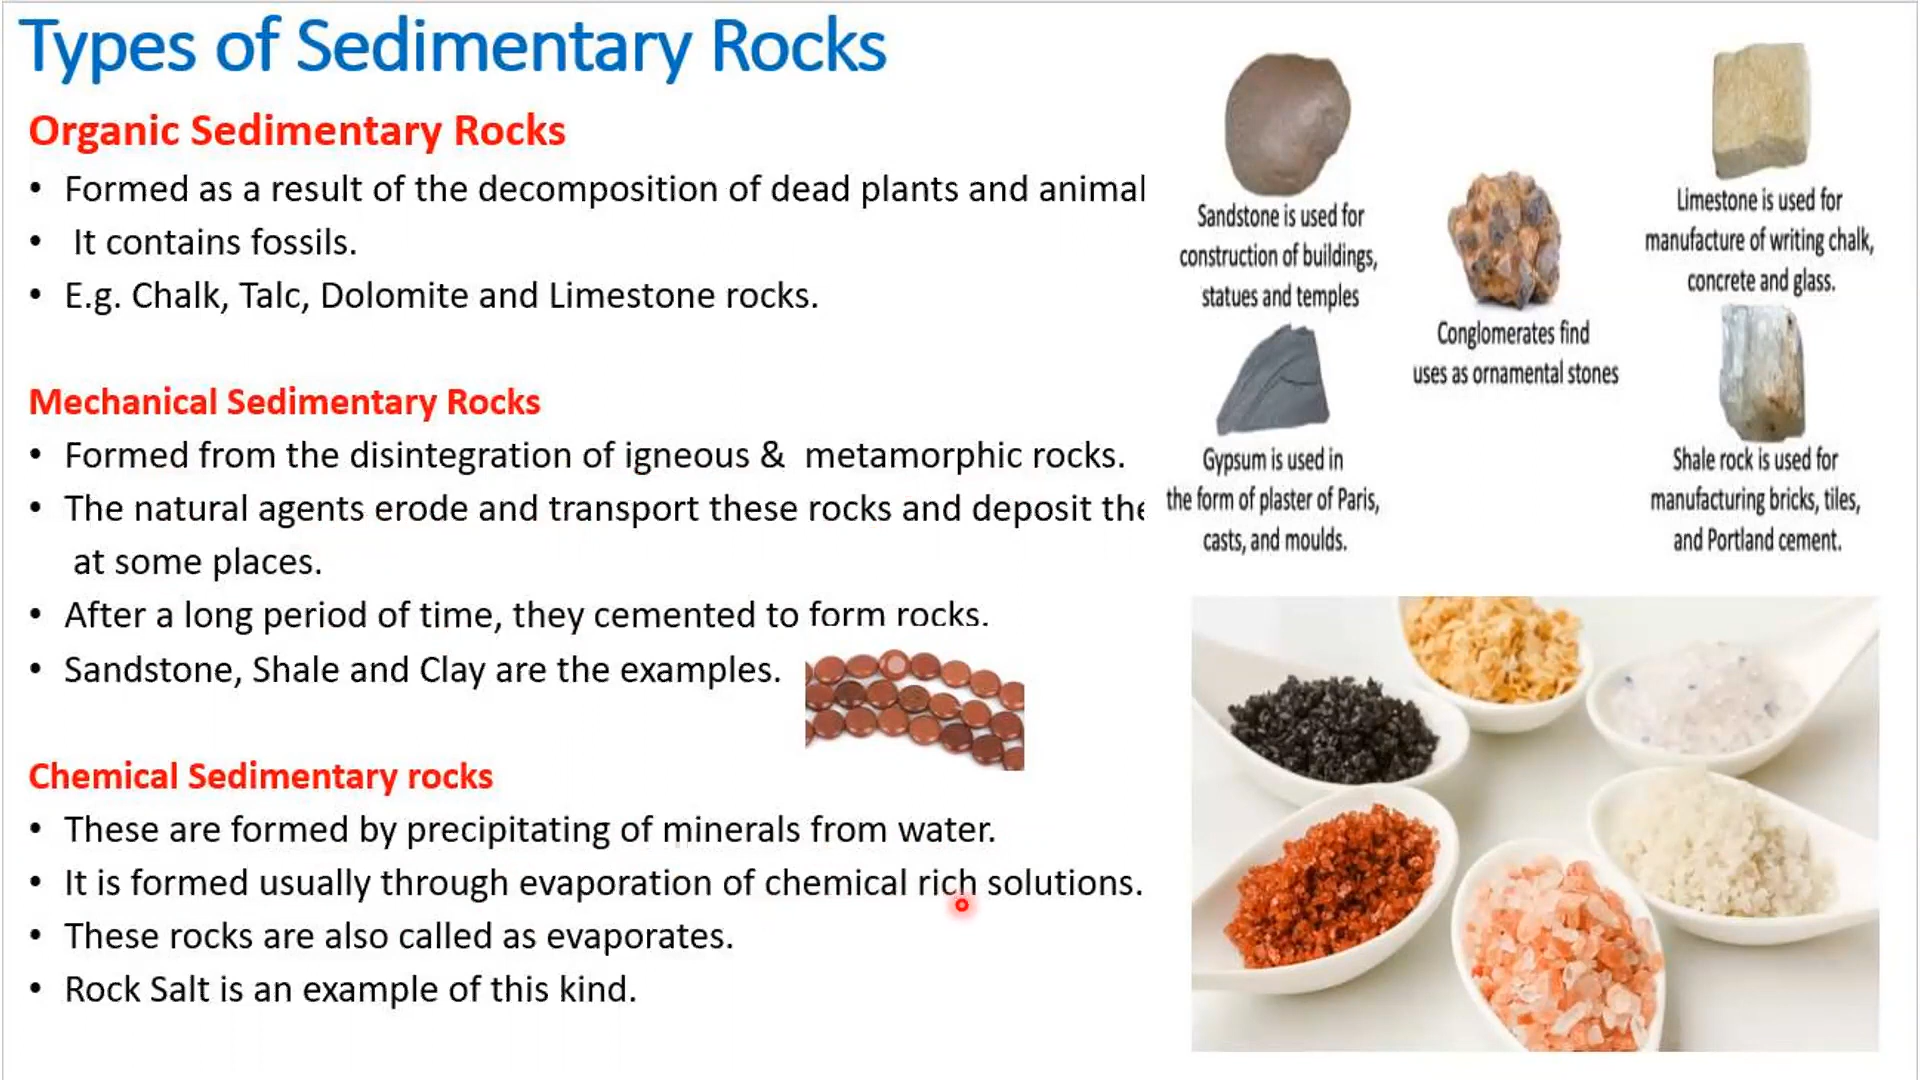 Types of Sedimentary Rocks
Organic Sedimentary Rocks
• Formed as a result of the decomposition of dead plants and animal
• It contains fossils.
• E.g. Chalk, Talc, Dolomite and Limestone rocks.
Mechanical Sedimentary Rocks
• Formed from the disintegration of igneous & metamorphic rocks.
• The natural agents erode and transport these rocks and deposit the
at some places.
• After a long period of time, they cemented to form rocks.
• Sandstone, Shale and Clay are the examples.
Chemical Sedimentary rocks
• These are formed by precipitating of minerals from water.
• It is formed usually through evaporation of chemical rich solutions.
• These rocks are also called as evaporates.
• Rock Salt is an example of this kind.
Sandstone is used for
construction of buildings,
statues and temples
Conglomerates find
uses as ornamental stones
Limestone is used for
manufacture of writing chalk,
concrete and glass.
Gypsum is used in
the form of plaster of Paris,
casts, and moulds.
Shale rock is used for
manufacturing bricks, tiles,
and Portland cement.